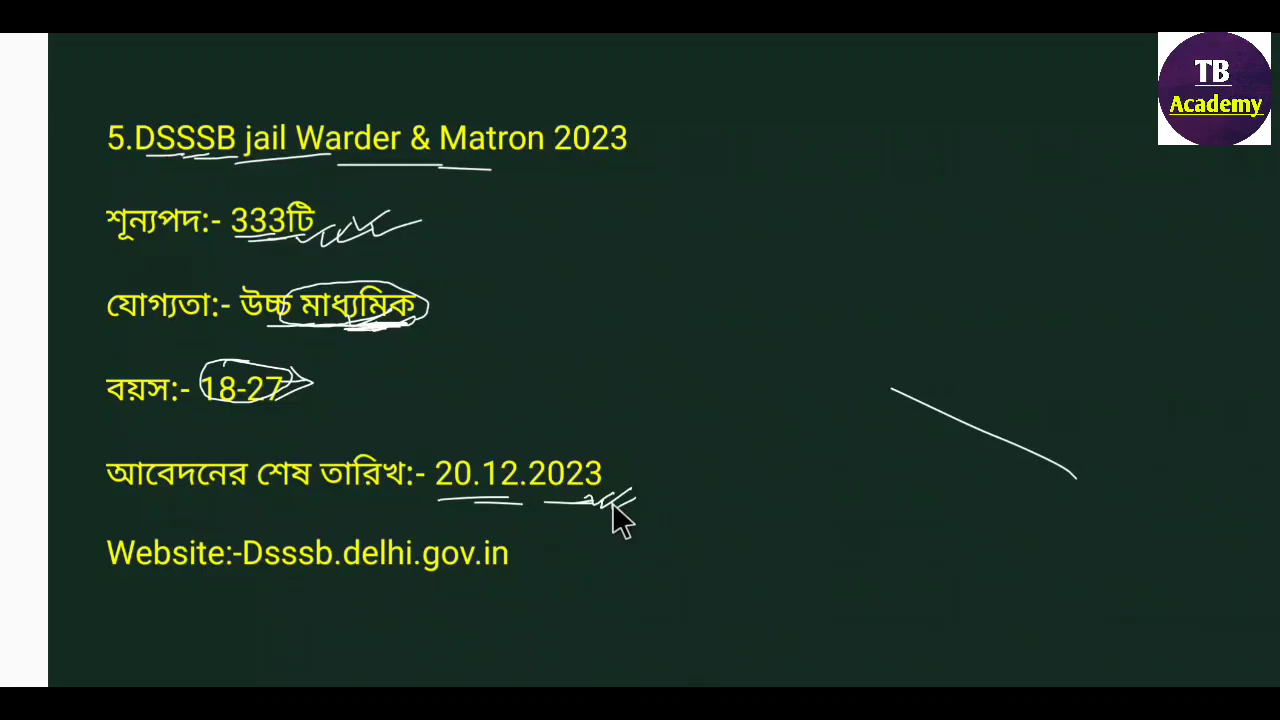 TB
Academy
5.DSSSB jail Warder & Matron 2023
শূন্যপদ:- 333টি
যোগ্যতা:- উচ্চ মাধ্যমিক
বয়স:- 18-27
আবেদনের শেষ তারিখ:- 20.12.2023
Website:-Dsssb.delhi.gov.in